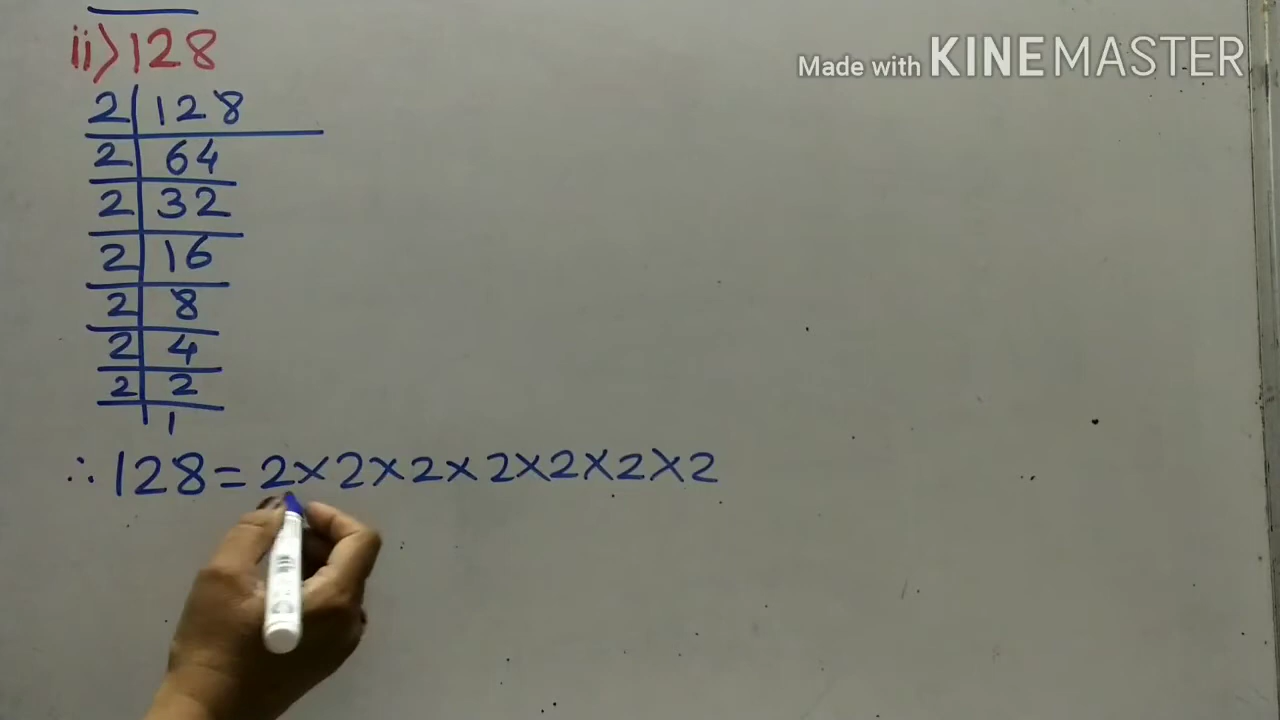 Made with KINEMASTER
ii) 128
2 | 128
2 | 64
2 | 32
2 | 16
2 | 8
2 | 4
2 | 2
1
∴ 128 = 2 × 2 × 2 × 2 × 2 × 2 × 2